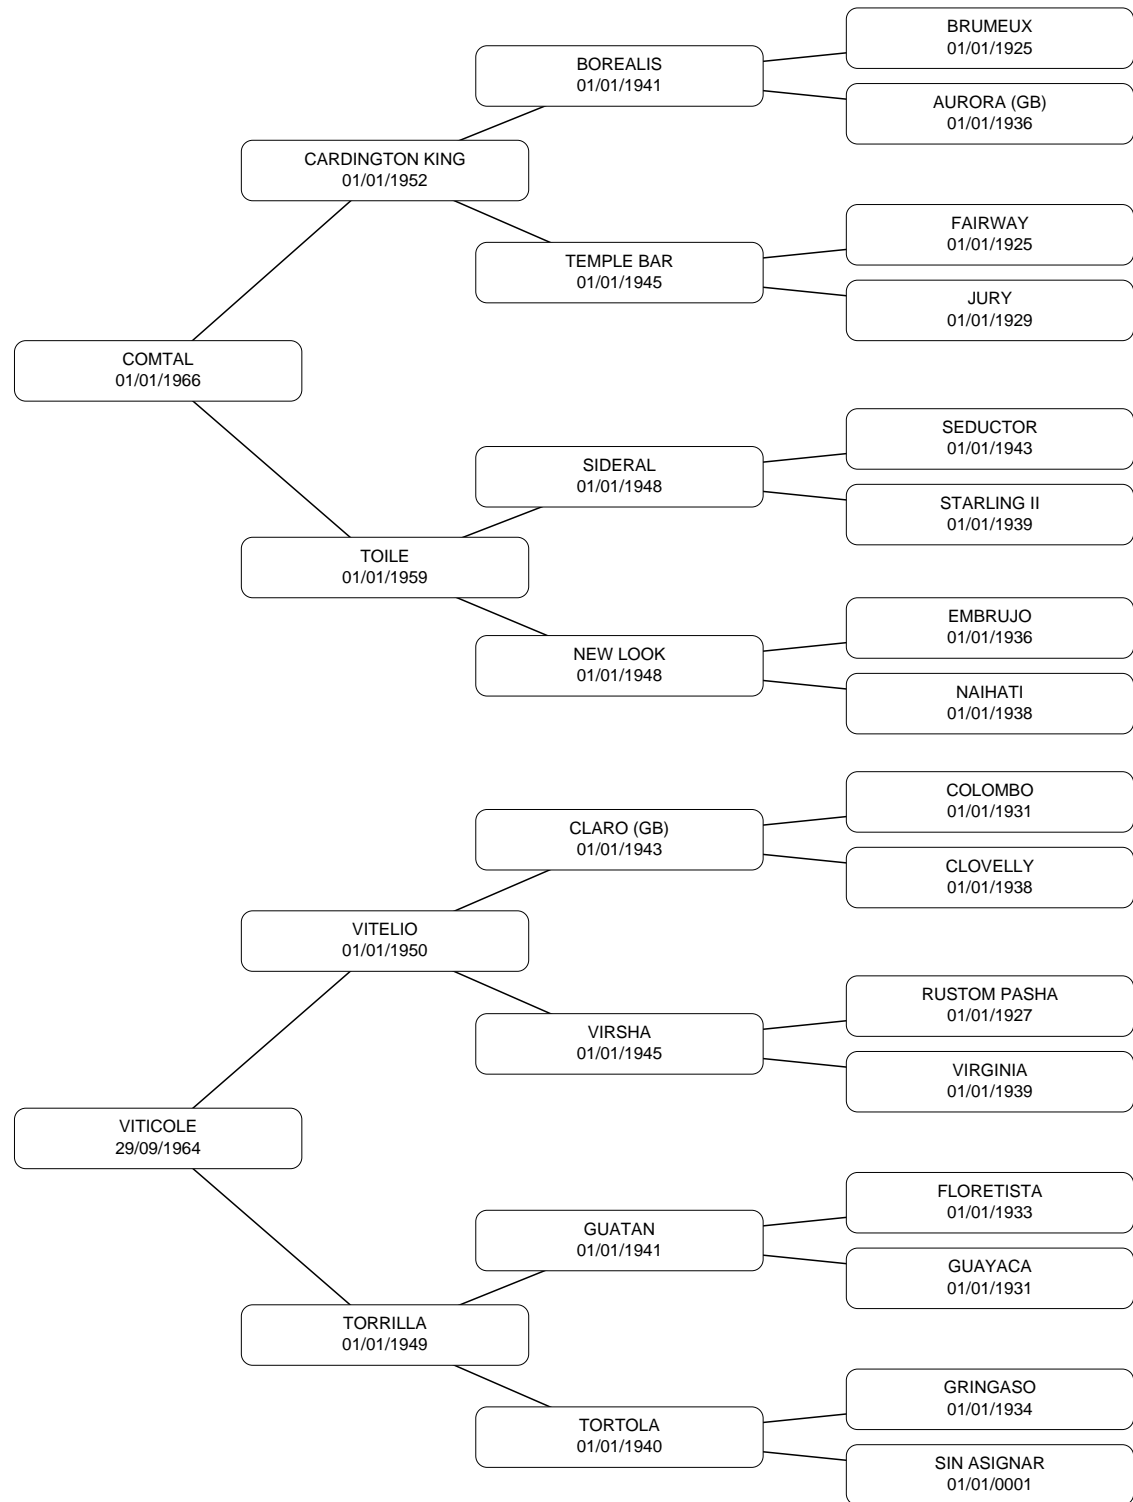 BRUMEUX
01/01/1925
BOREALIS
01/01/1941
AURORA (GB)
01/01/1936
CARDINGTON KING
01/01/1952
FAIRWAY
01/01/1925
TEMPLE BAR
01/01/1945
JURY
01/01/1929
COMTAL
01/01/1966
SEDUCTOR
01/01/1943
SIDERAL
01/01/1948
STARLING II
01/01/1939
TOILE
01/01/1959
EMBRUJO
01/01/1936
NEW LOOK
01/01/1948
NAIHATI
01/01/1938
COLOMBO
01/01/1931
CLARO (GB)
01/01/1943
CLOVELLY
01/01/1938
VITELIO
01/01/1950
RUSTOM PASHA
01/01/1927
VIRSHA
01/01/1945
VIRGINIA
01/01/1939
VITICOLE
29/09/1964
FLORETISTA
01/01/1933
GUATAN
01/01/1941
GUAYACA
01/01/1931
TORRILLA
01/01/1949
GRINGASO
01/01/1934
TORTOLA
01/01/1940
SIN ASIGNAR
01/01/0001